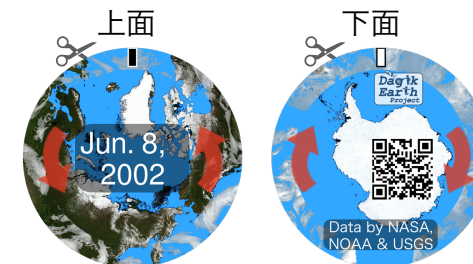 上面
下面
Jun. 8,
2002
Dagik
Earth
Project
Data by NASA,
NOAA & USGS